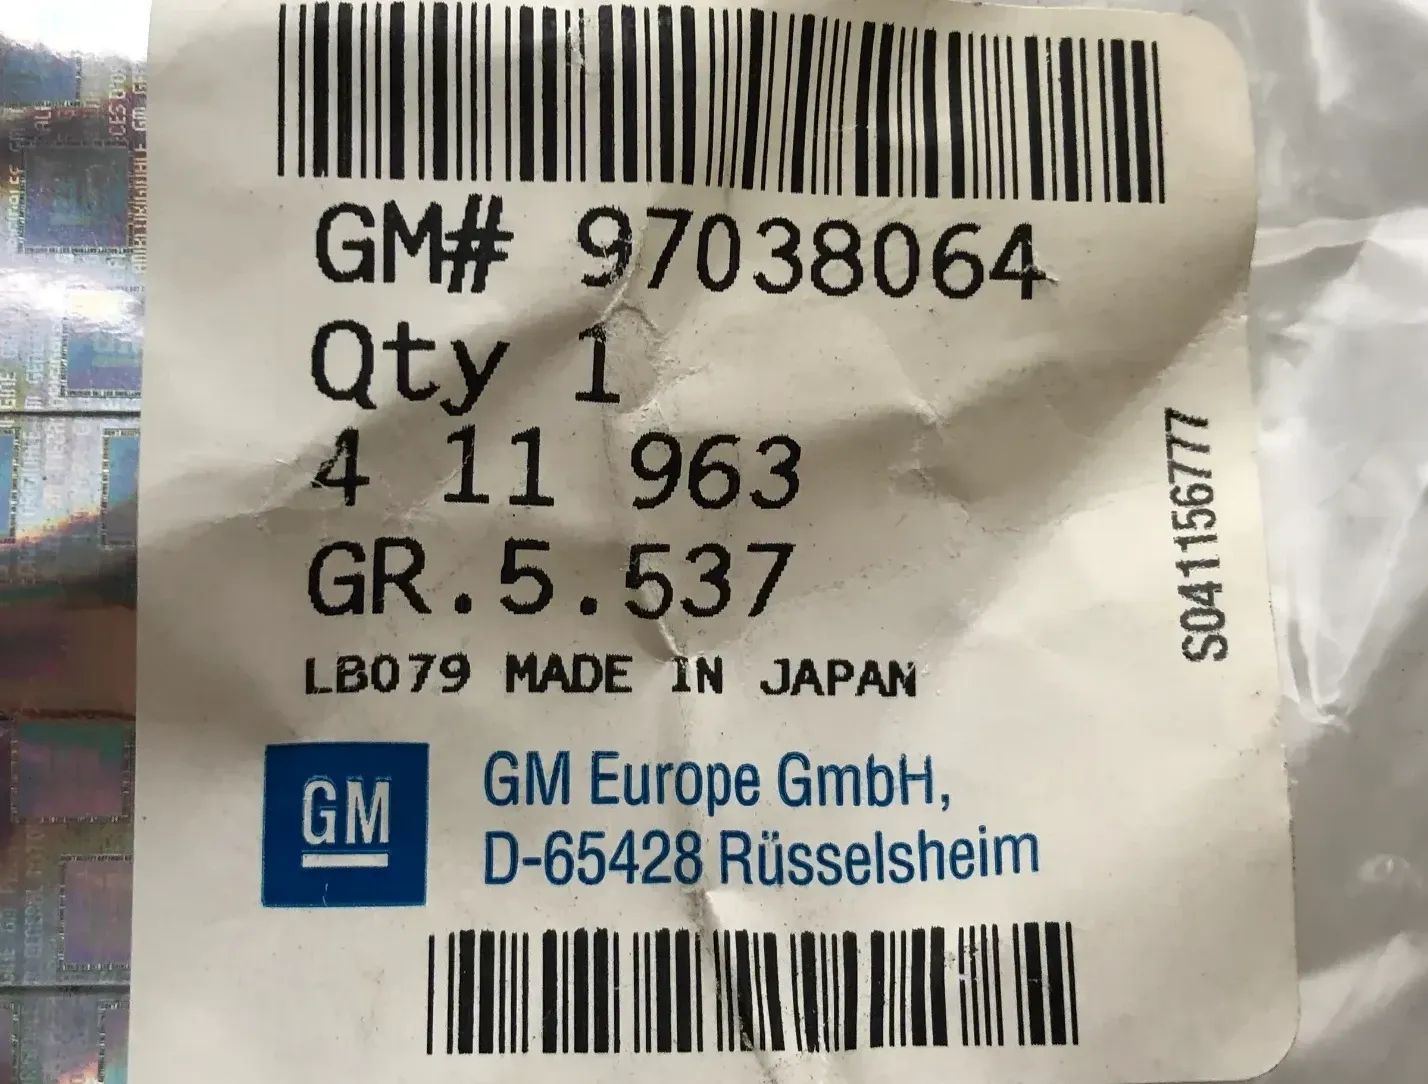 GM# 97038064
Qty 1
4 11 963
GR.5.537
LB079 MADE IN JAPAN
S041156777
GM
GM Europe GmbH,
D-65428 Rüsselsheim